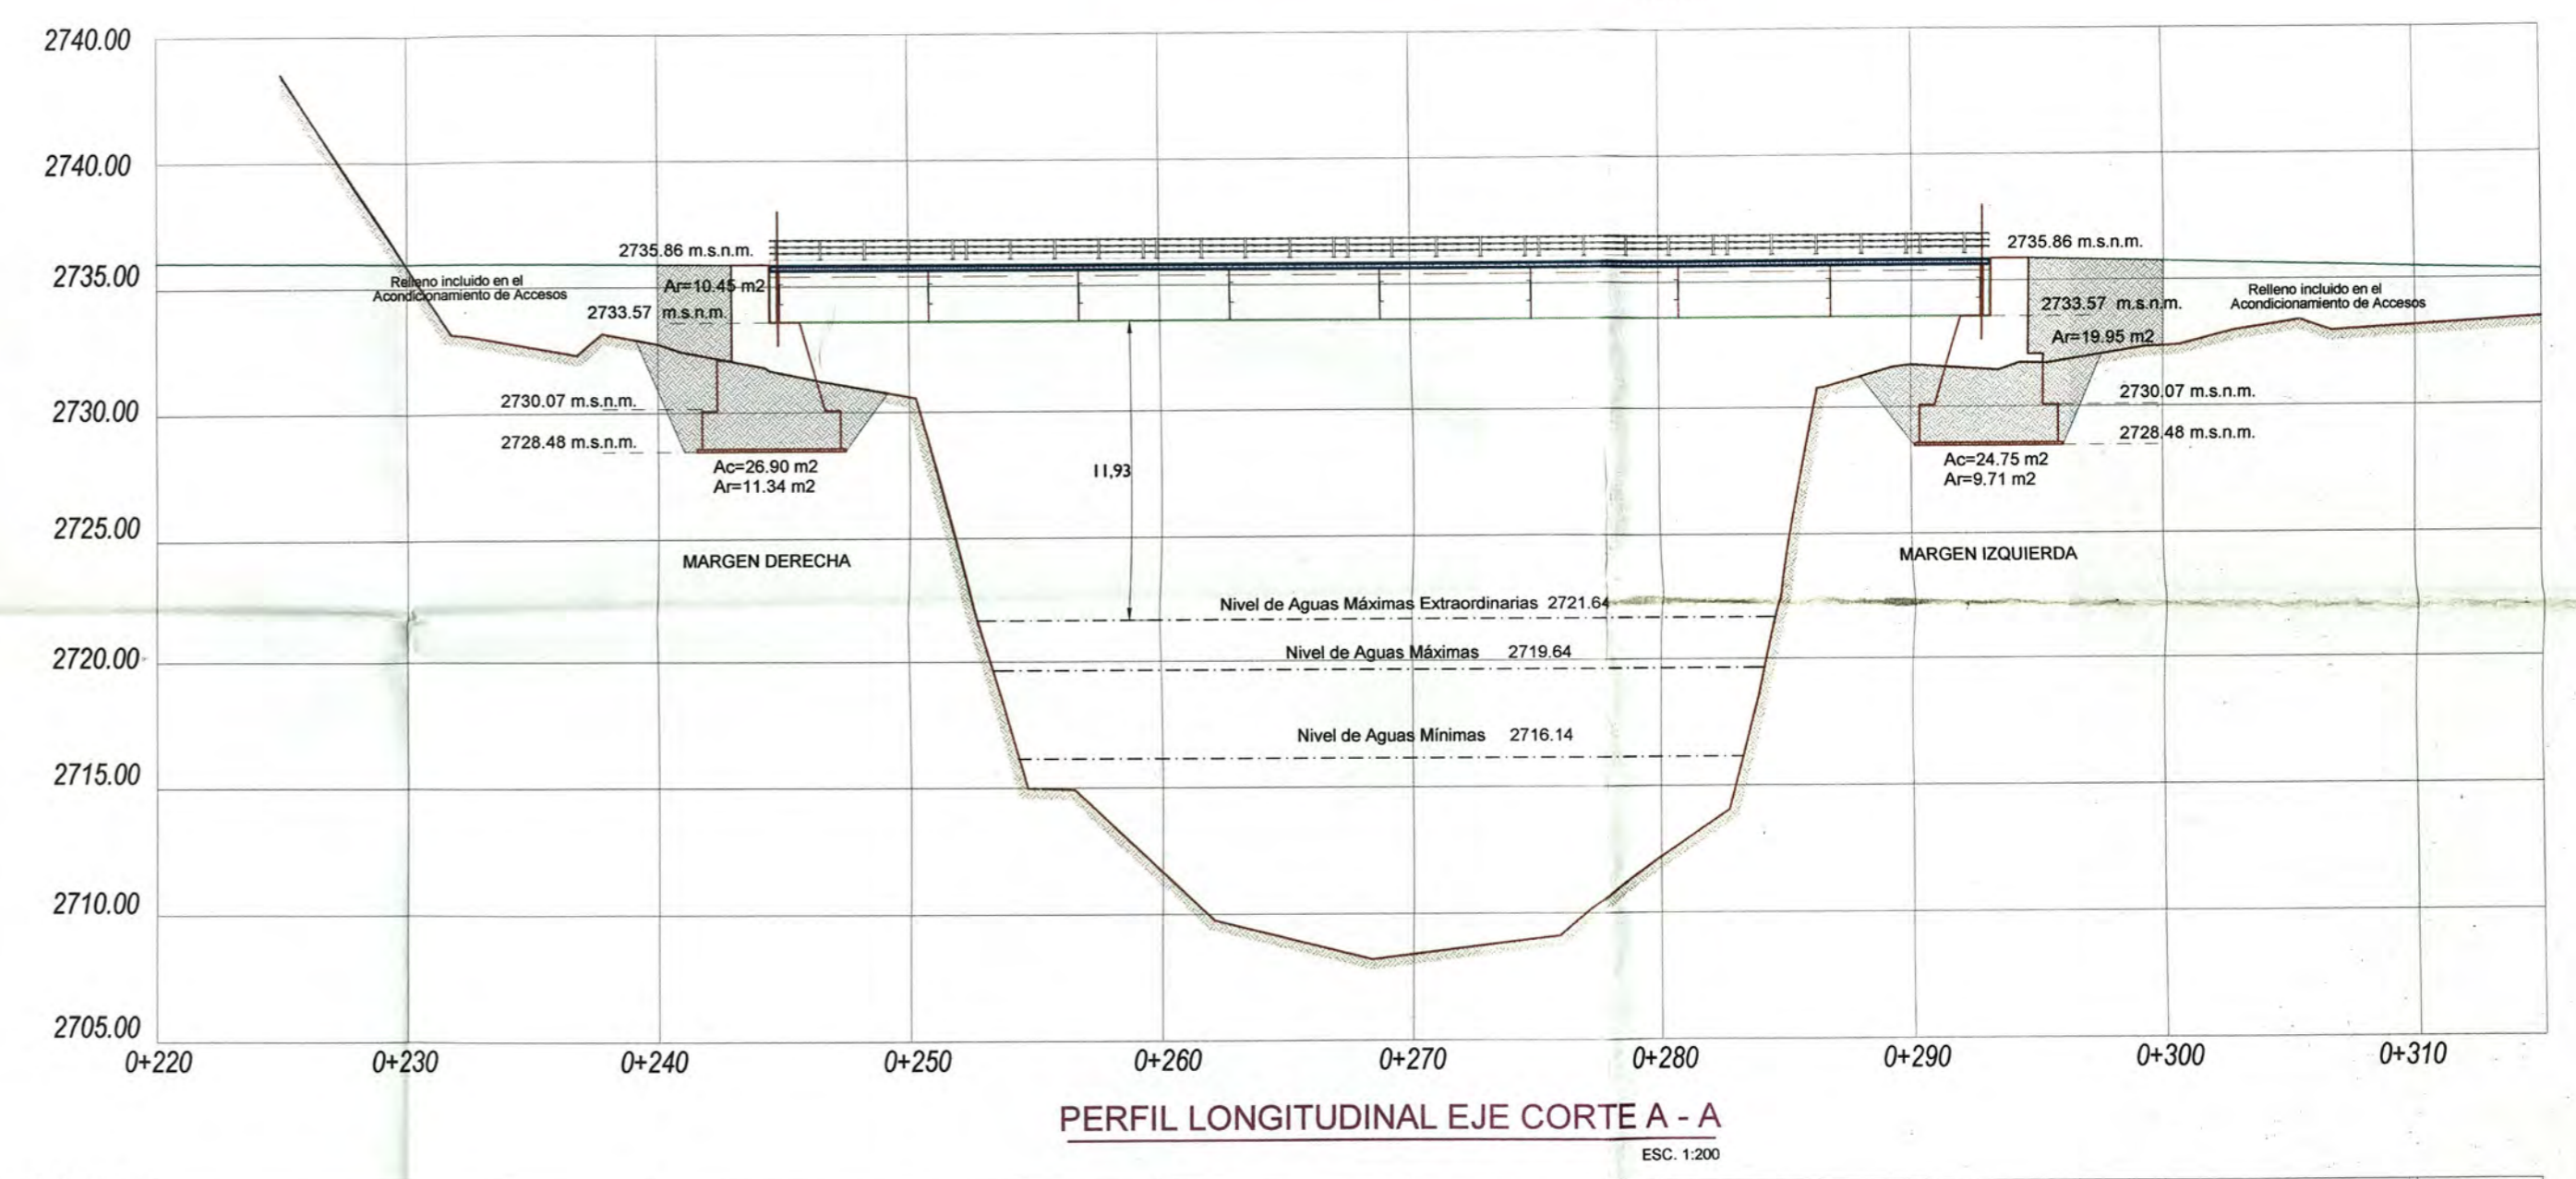 2740.00
2740.00
2735.86 m.s.n.m.
2735.86 m.s.n.m.
2735.00
Relleno incluido en el
Acondicionamiento de Accesos
Ar=10.45 m2
2733.57 m.s.n.m.
2733.57 m.s.n.m.
Ar=19.95 m2
Relleno incluido en el
Acondicionamiento de Accesos
2730.00
2730.07 m.s.n.m.
2728.48 m.s.n.m.
Ac=26.90 m2
Ar=11.34 m2
11,93
2730.07 m.s.n.m.
2728.48 m.s.n.m.
Ac=24.75 m2
Ar=9.71 m2
2725.00
MARGEN DERECHA
MARGEN IZQUIERDA
Nivel de Aguas Máximas Extraordinarias 2721.64
2720.00
Nivel de Aguas Máximas 2719.64
Nivel de Aguas Mínimas 2716.14
2715.00
2710.00
2705.00
0+220 0+230 0+240 0+250 0+260 0+270 0+280 0+290 0+300 0+310
PERFIL LONGITUDINAL EJE CORTE A - A
ESC. 1:200